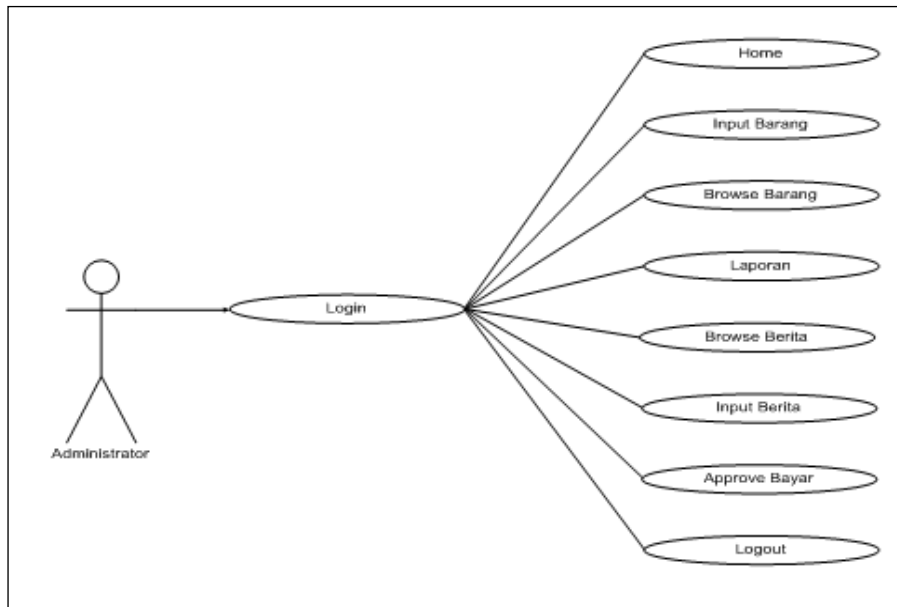 Home
Input Barang
Browse Barang
Laporan
Login
Browse Berita
Input Berita
Administrator
Approve Bayar
Logout